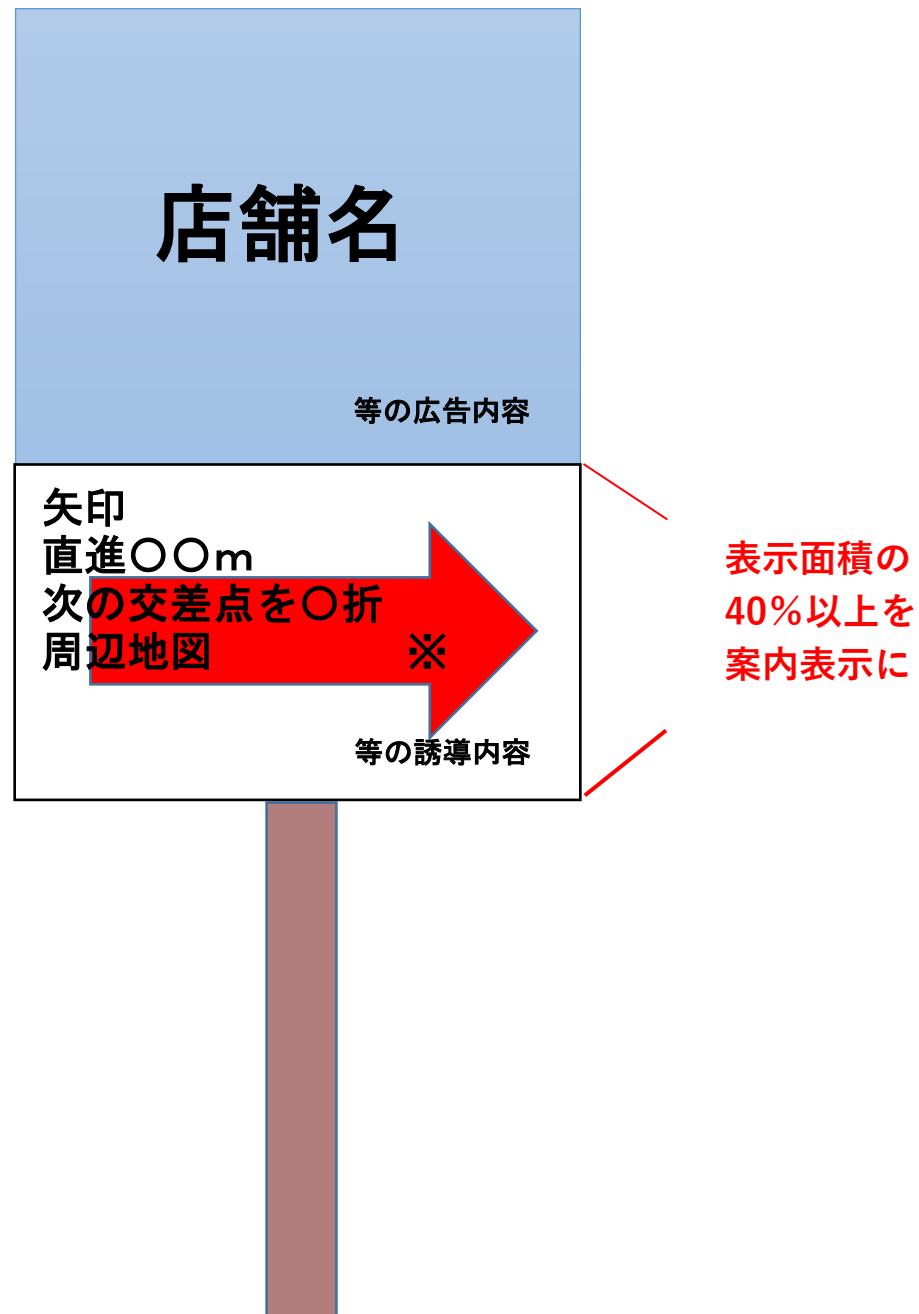 店舗名
等の広告内容
矢印
直進〇〇ｍ
次の交差点を〇折
周辺地図　　　　※
等の誘導内容
表示面積の
40％以上を
案内表示に